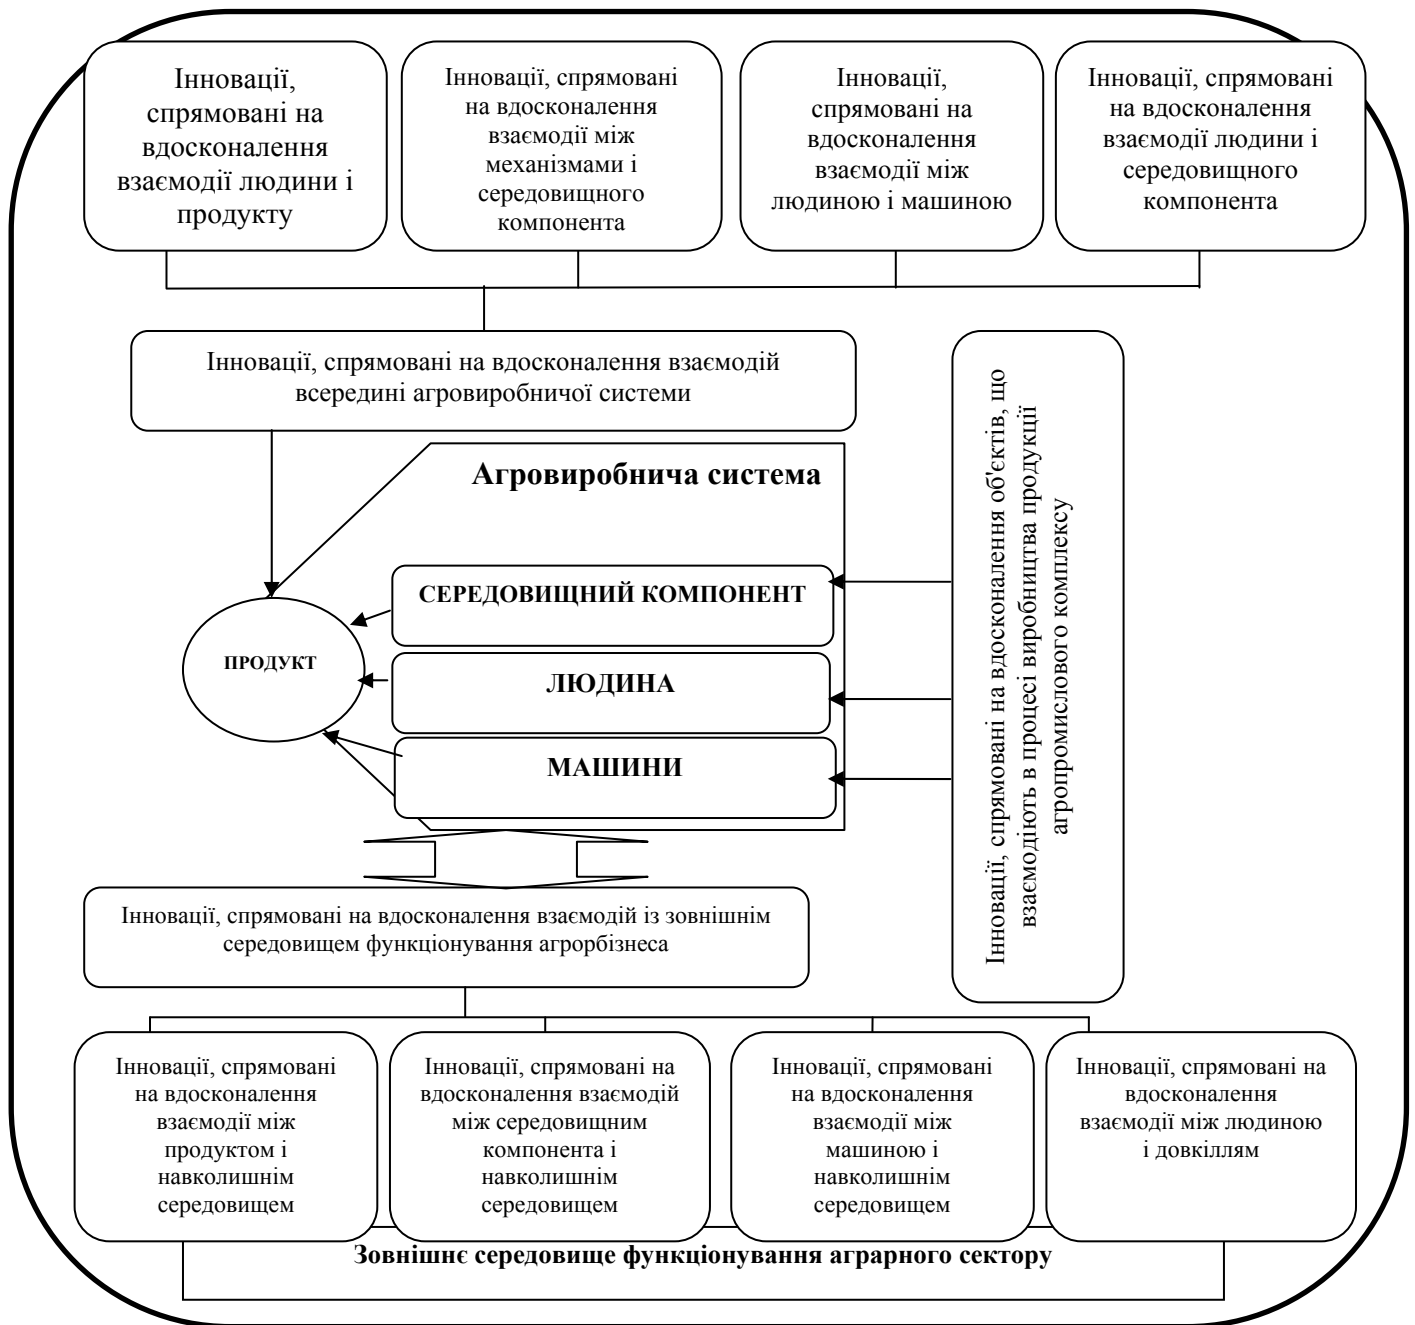 Інновації,
спрямовані на
вдосконалення
взаємодії людини і
продукту
Інновації, спрямовані
на вдосконалення
взаємодії між
механізмами і
середовищного
компонента
Інновації,
спрямовані на
вдосконалення
взаємодії між
людиною і машиною
Інновації, спрямовані
на вдосконалення
взаємодії людини і
середовищного
компонента
Інновації, спрямовані на вдосконалення взаємодій
всередині агровиробничої системи
Інновації, спрямовані на вдосконалення об'єктів, що
взаємодіють в процесі виробництва продукції
агропромислового комплексу
Агровиробнича система
СЕРЕДОВИЩНИЙ КОМПОНЕНТ
ПРОДУКТ
ЛЮДИНА
МАШИНИ
Інновації, спрямовані на вдосконалення взаємодій із зовнішнім
середовищем функціонування агрорбізнеса
Інновації, спрямовані
на вдосконалення
взаємодії між
продуктом і
навколишнім
середовищем
Інновації, спрямовані на
вдосконалення взаємодій
між середовищним
компонента і
навколишнім
середовищем
Інновації, спрямовані
на вдосконалення
взаємодії між
машиною і
навколишнім
середовищем
Інновації, спрямовані на
вдосконалення
взаємодії між людиною
і довкіллям
Зовнішнє середовище функціонування аграрного сектору